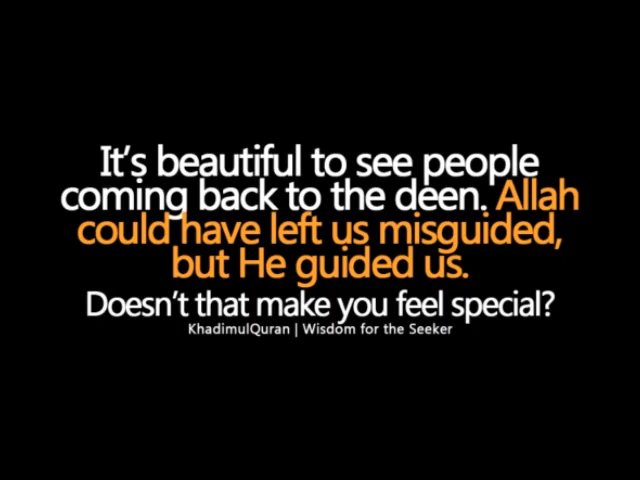 It's beautiful to see people
coming back to the deen. Allah
could have left us misguided,
but He guided us.
Doesn't that make you feel special?
KhadimulQuran | Wisdom for the Seeker